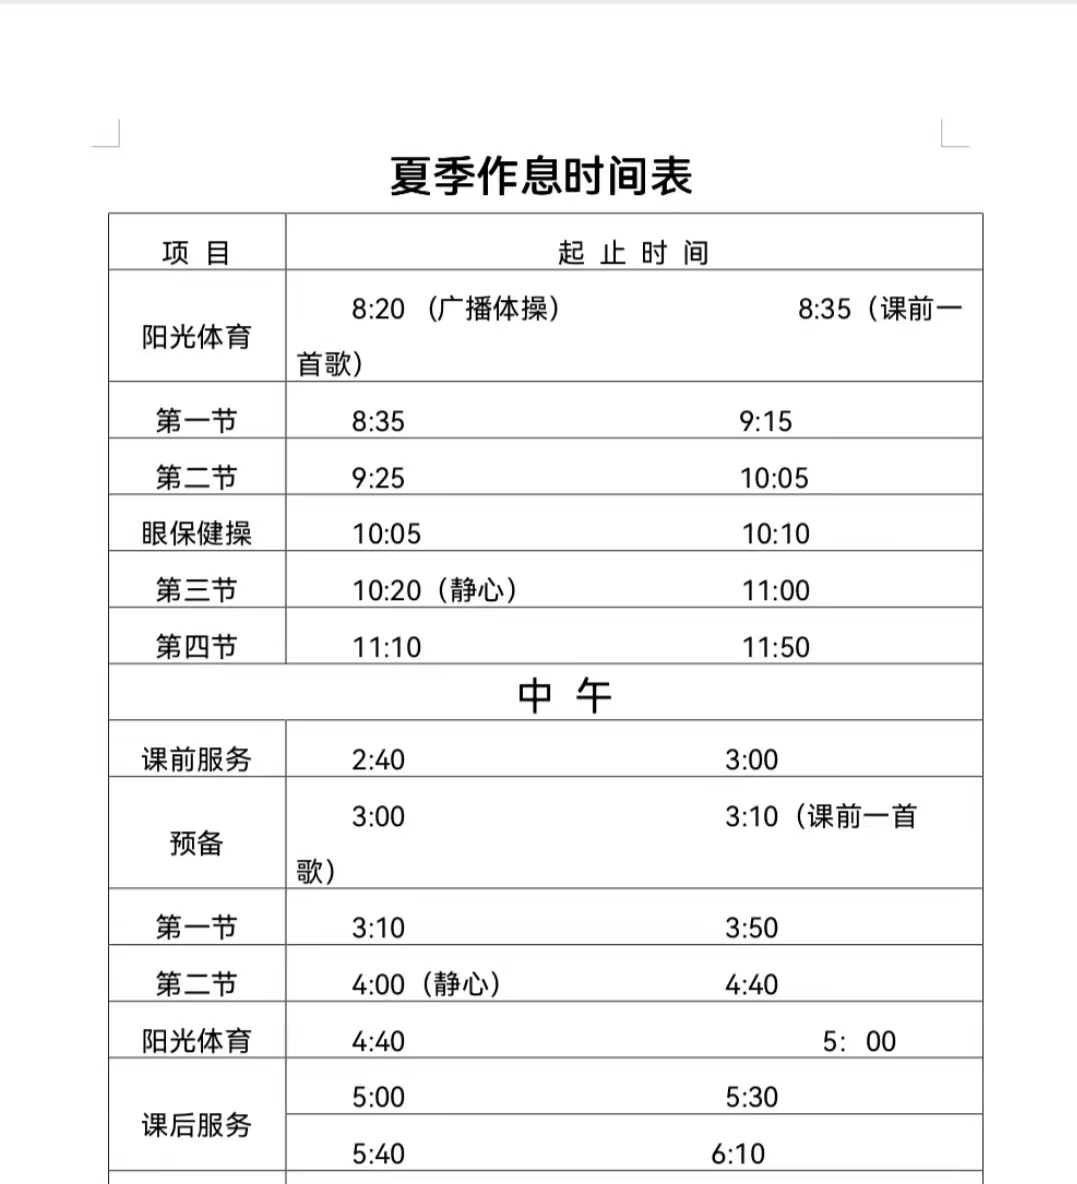 夏季作息时间表
项 目 起 止 时 间
阳光体育 8:20 （广播体操） 8:35（课前一
首歌）
第一节 8:35 9:15
第二节 9:25 10:05
眼保健操 10:05 10:10
第三节 10:20（静心） 11:00
第四节 11:10 11:50
中 午
课前服务 2:40 3:00
预备 3:00 3:10（课前一首
歌）
第一节 3:10 3:50
第二节 4:00（静心） 4:40
阳光体育 4:40 5： 00
课后服务 5:00 5:30
5:40 6:10